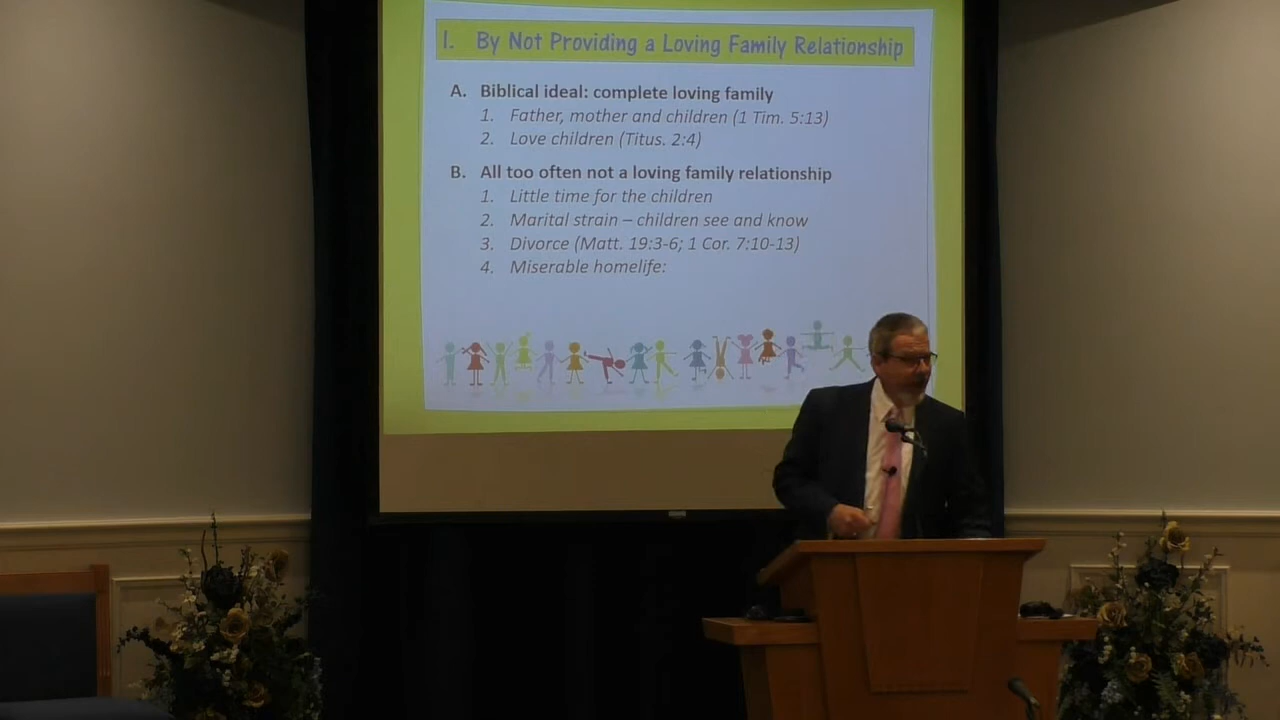 I. By Not Providing a Loving Family Relationship
A. Biblical ideal: complete loving family
1. Father, mother and children (1 Tim. 5:13)
2. Love children (Titus. 2:4)
B. All too often not a loving family relationship
1. Little time for the children
2. Marital strain – children see and know
3. Divorce (Matt. 19:3-6; 1 Cor. 7:10-13)
4. Miserable homelife: